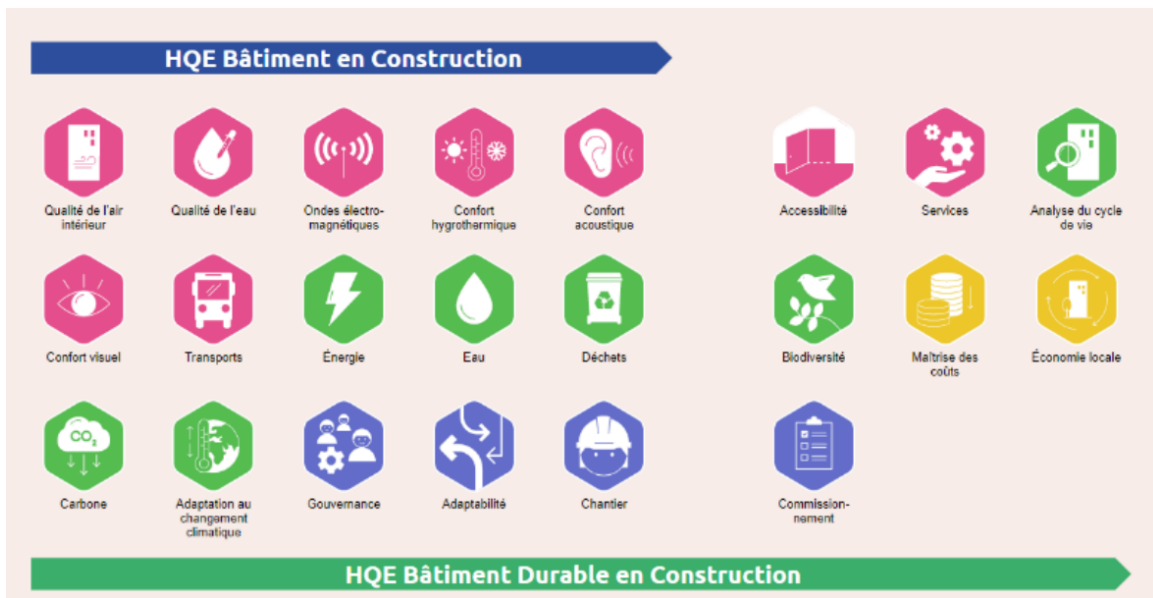 HQE Bâtiment en Construction
Qualité de l'air
intérieur
Qualité de l'eau
Ondes électro-
magnétiques
Confort
hygrothermique
Confort
acoustique
Accessibilité
Services
Analyse du cycle
de vie
Confort visuel
Transports
Énergie
Eau
Déchets
Biodiversité
Maîtrise des
coûts
Économie locale
CO2
Carbone
Adaptation au
changement
climatique
Gouvernance
Adaptabilité
Chantier
Commission-
nement
HQE Bâtiment Durable en Construction